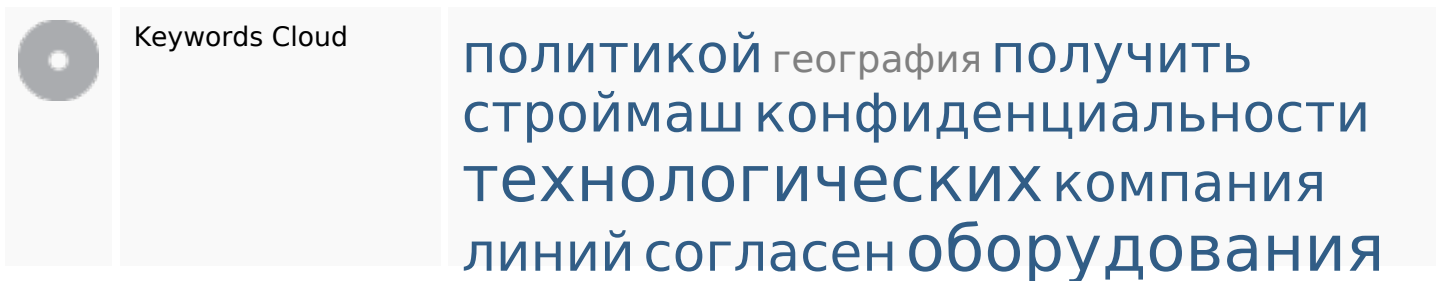 Keywords Cloud
политикой география получить
строймаш конфиденциальности
технологических компания
линий согласен оборудования